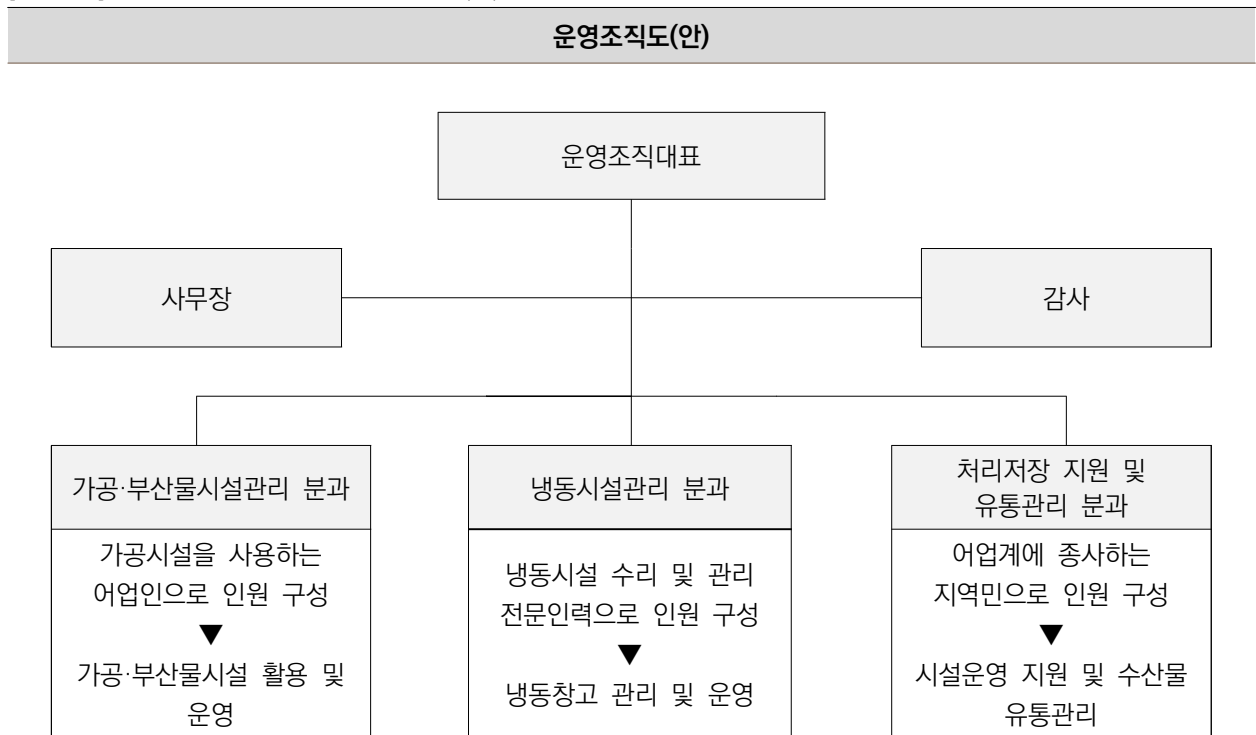 운영조직도(안)
운영조직대표
사무장
감사
가공·부산물시설관리 분과
가공시설을 사용하는
어업인으로 인원 구성
▼
가공·부산물시설 활용 및
운영
냉동시설관리 분과
냉동시설 수리 및 관리
전문인력으로 인원 구성
▼
냉동창고 관리 및 운영
처리저장 지원 및
유통관리 분과
어업계에 종사하는
지역민으로 인원 구성
▼
시설운영 지원 및 수산물
유통관리